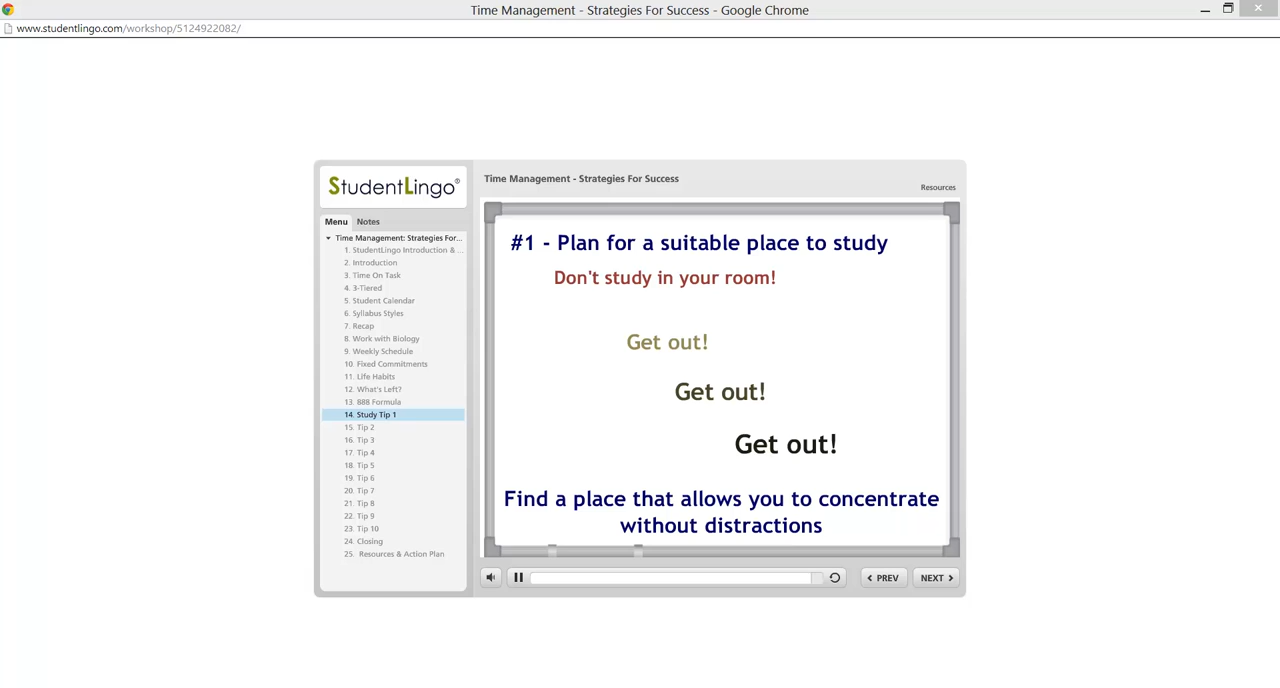 Time Management - Strategies For Success - Google Chrome
www.studentlingo.com/workshop/5124922082/
StudentLingo®
Time Management - Strategies For Success
Resources
Menu Notes
Time Management: Strategies For...
1. StudentLingo Introduction & ...
2. Introduction
3. Time On Task
4. 3-Tiered
5. Student Calendar
6. Syllabus Styles
7. Recap
8. Work with Biology
9. Weekly Schedule
10. Fixed Commitments
11. Life Habits
12. What's Left?
13. 888 Formula
14. Study Tip 1
15. Tip 2
16. Tip 3
17. Tip 4
18. Tip 5
19. Tip 6
20. Tip 7
21. Tip 8
22. Tip 9
23. Tip 10
24. Closing
25. Resources & Action Plan
#1 - Plan for a suitable place to study
Don't study in your room!
Get out!
Get out!
Get out!
Find a place that allows you to concentrate
without distractions
PREV
NEXT